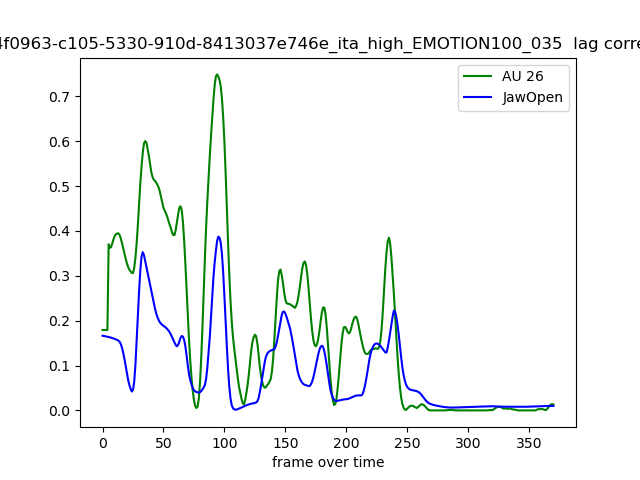 4f0963-c105-5330-910d-8413037e746e_ita_high_EMOTION100_035 lag corre
AU 26
JawOpen
0.7
0.6
0.5
0.4
0.3
0.2
0.1
0.0
0 50 100 150 200 250 300 350
frame over time